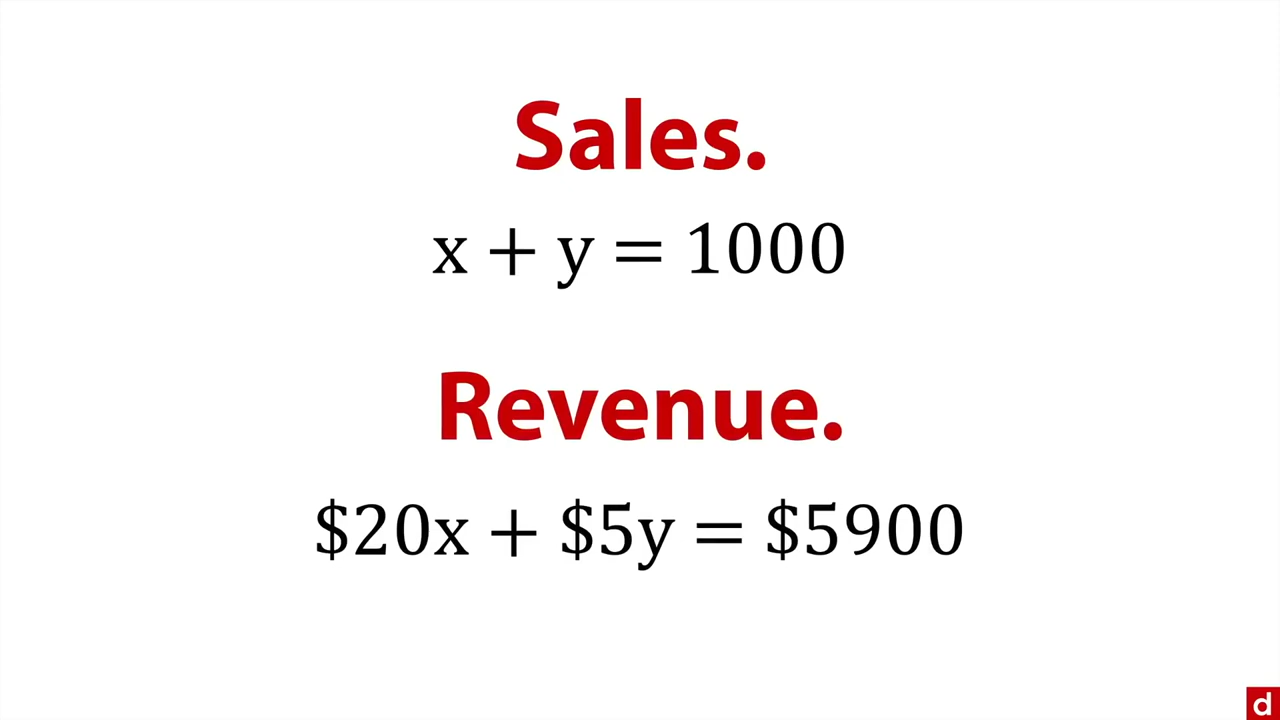 Sales.
x + y = 1000
Revenue.
$20x + $5y = $5900
d